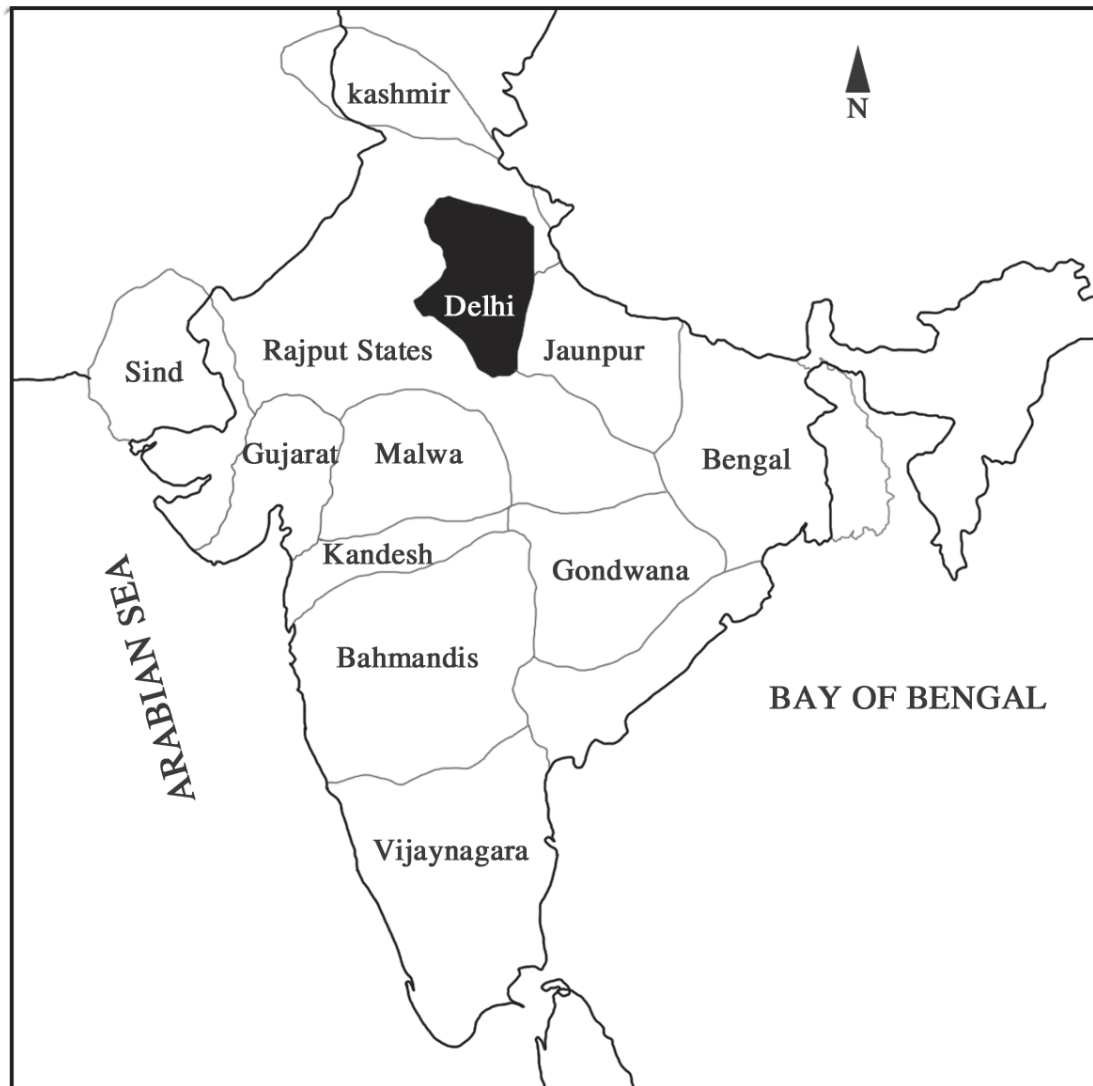 kashmir
N
Delhi
Rajput States
Jaunpur
Sind
Gujarat
Malwa
Bengal
Kandesh
Gondwana
ARABIAN SEA
Bahmandis
BAY OF BENGAL
Vijaynagara